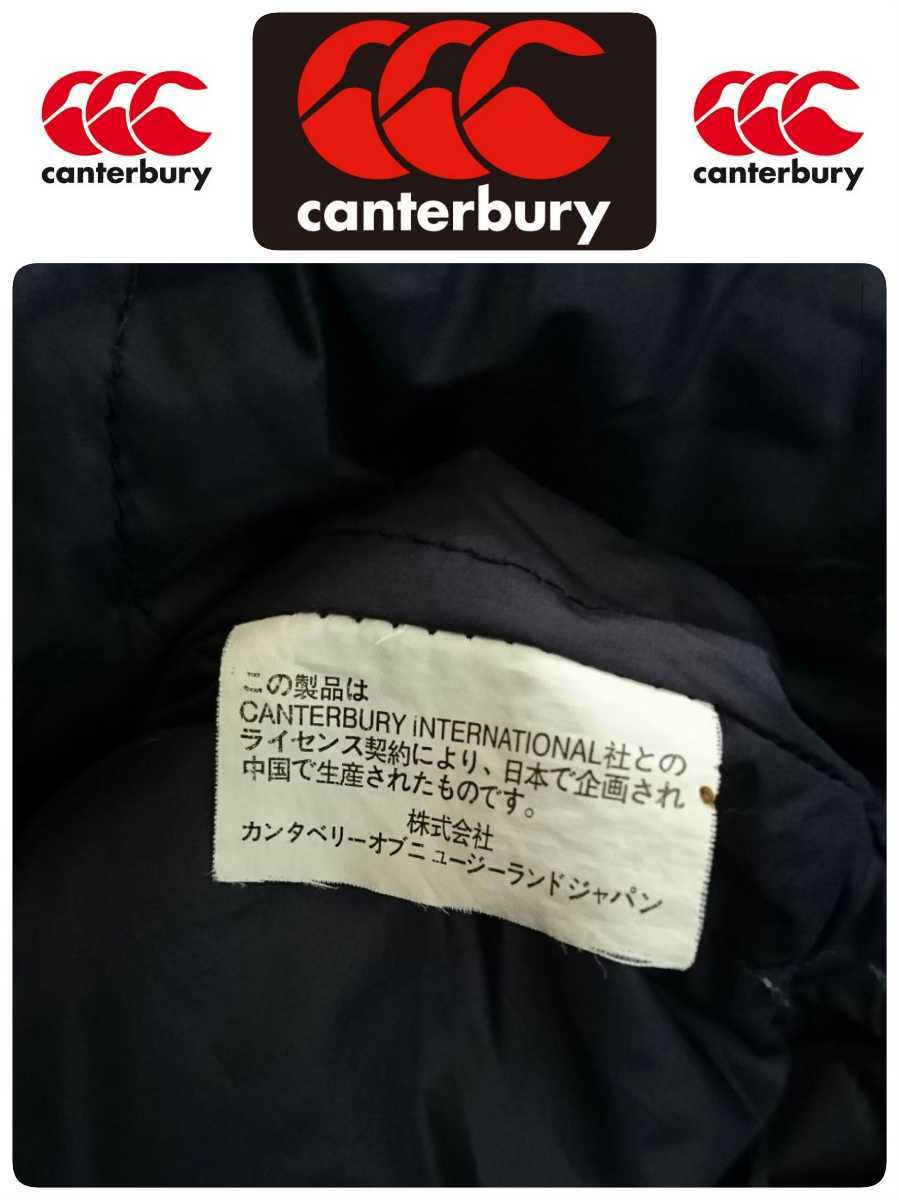 canterbury
canterbury
canterbury
この製品は
CANTERBURY iNTERNATIONAL社との
ライセンス契約により、日本で企画され
中国で生産されたものです。
株式会社
カンタベリーオブニュージーランドジャパン